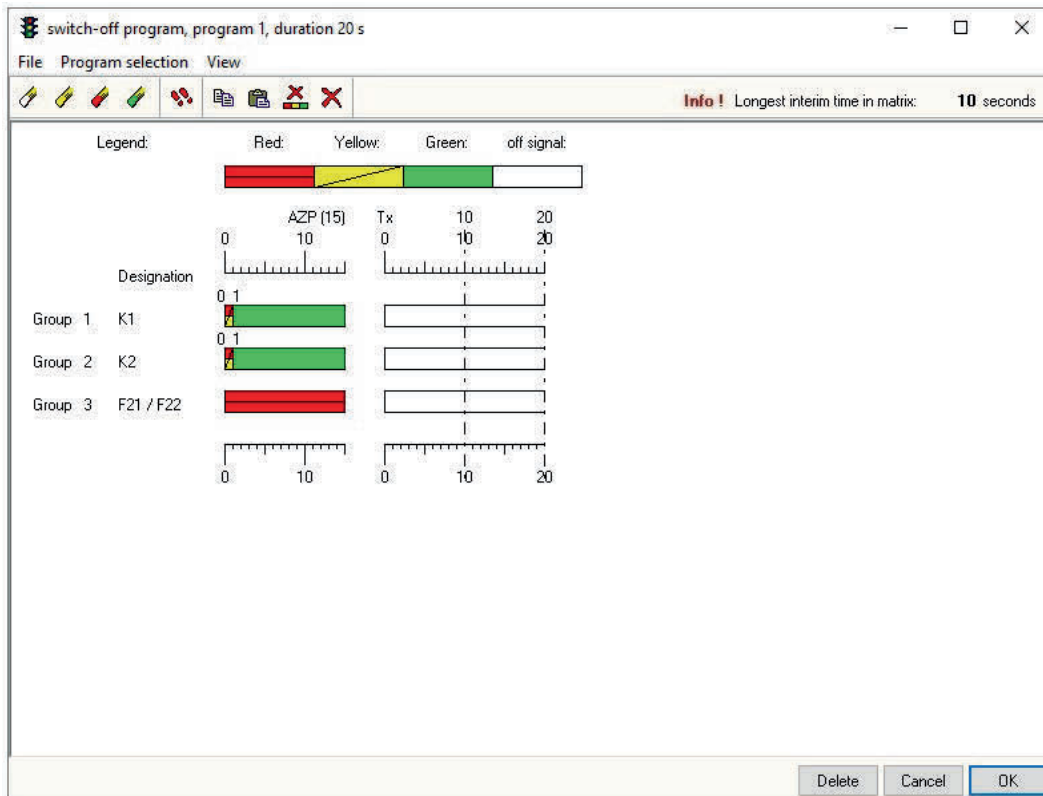 switch-off program, program 1, duration 20 s
File Program selection View
Info ! Longest interim time in matrix: 10 seconds
Legend: Red: Yellow: Green: off signal:
AZP (15) Tx 10 20
0 10 0 10 20
Designation
0 1
Group 1 K1
0 1
Group 2 K2
Group 3 F21 / F22
0 10 0 10 20
Delete Cancel OK